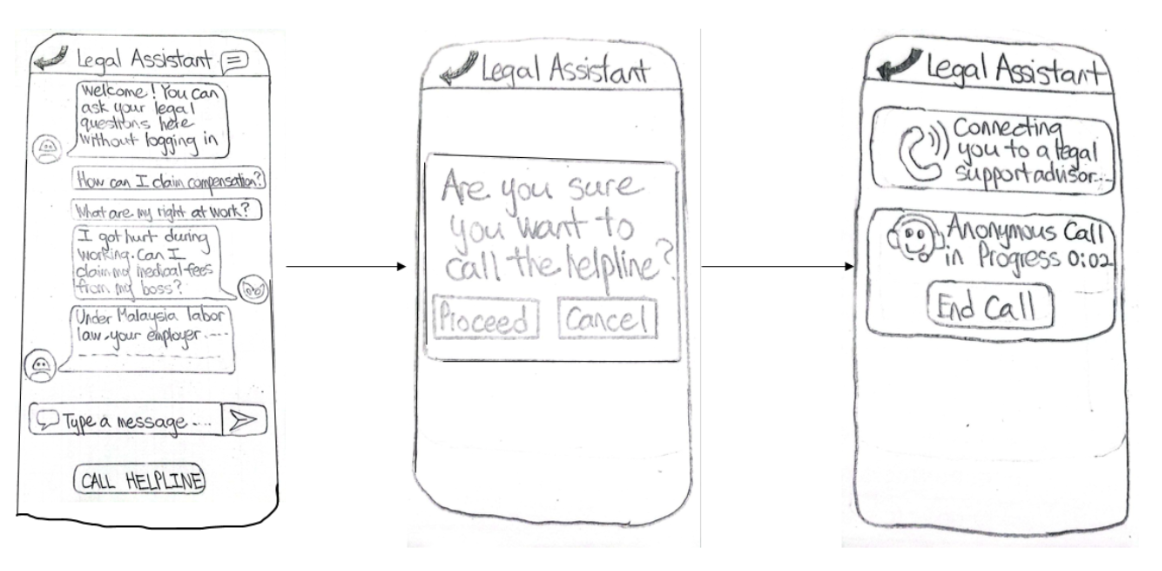 Legal Assistant
Welcome! You can
ask your legal
questions here
without logging in
How can I claim compensation?
What are my right at work?
I got hurt during
working. Can I
claim my medical fees
from my boss?
Under Malaysia labor
law, your employer ----
Type a message ...
CALL HELPLINE
Legal Assistant
Are you sure
you want to
call the helpline?
Proceed
Cancel
Legal Assistant
Connecting
you to a legal
support advisor...
Anonymous Call
in Progress 0:02
End Call